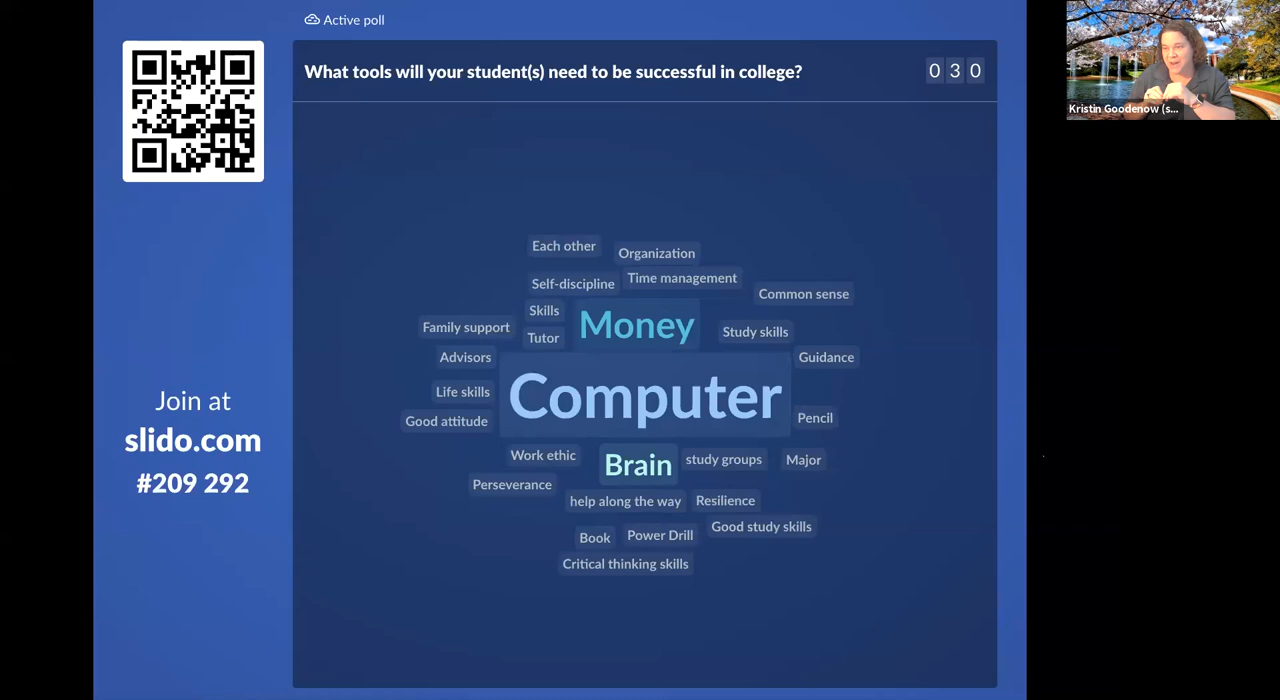 Active poll
What tools will your student(s) need to be successful in college?
0 3 0
Kristin Goodenow (s...
Each other
Organization
Self-discipline
Time management
Common sense
Skills
Money
Family support
Tutor
Study skills
Advisors
Guidance
Life skills
Computer
Good attitude
Pencil
Work ethic
Brain
study groups
Major
Perseverance
help along the way
Resilience
Book
Power Drill
Good study skills
Critical thinking skills
Join at
slido.com
#209 292